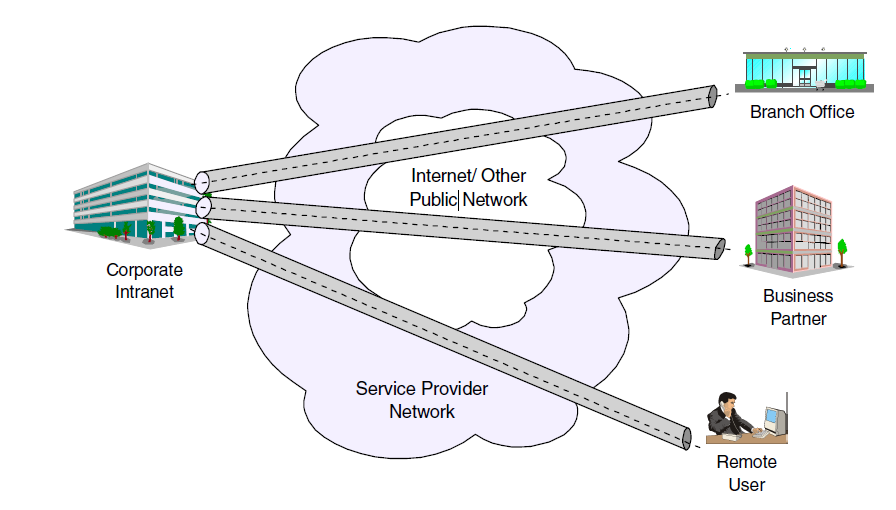 Branch Office
Internet/ Other
Public Network
Corporate
Intranet
Business
Partner
Service Provider
Network
Remote
User